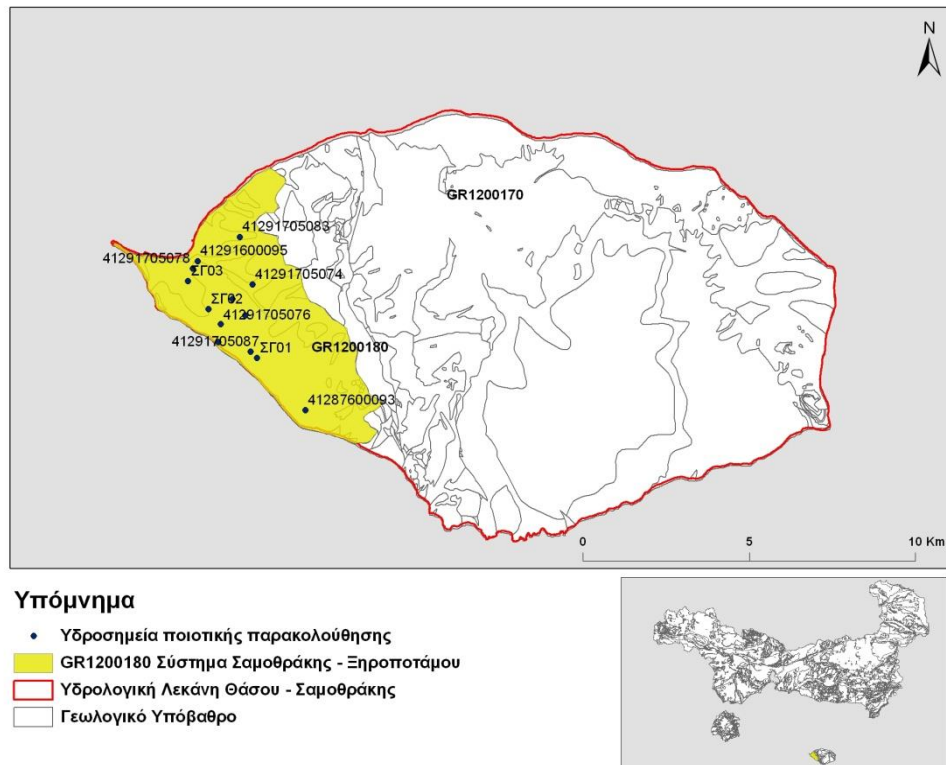 N
GR1200170
41291705083
41291600095
41291705078
ΣΓ03
41291705074
ΣΓ02
41291705076
41291705087
ΣΓ01
GR1200180
41287600093
0 5 10 Km
Υπόμνημα
Υδροσημεία ποιοτικής παρακολούθησης
GR1200180 Σύστημα Σαμοθράκης - Ξηροποτάμου
Υδρολογική Λεκάνη Θάσου - Σαμοθράκης
Γεωλογικό Υπόβαθρο